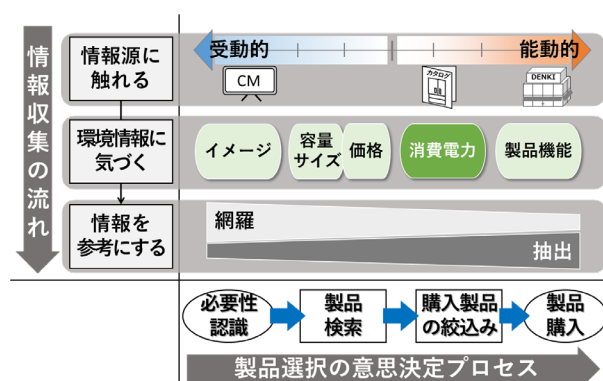 情報収集の流れ
情報源に
触れる
受動的
能動的
CM
カタログ
DENKI
環境情報に
気づく
イメージ
容量
サイズ
価格
消費電力
製品機能
情報を
参考にする
網羅
抽出
必要性
認識
製品
検索
購入製品
の絞込み
製品
購入
製品選択の意思決定プロセス